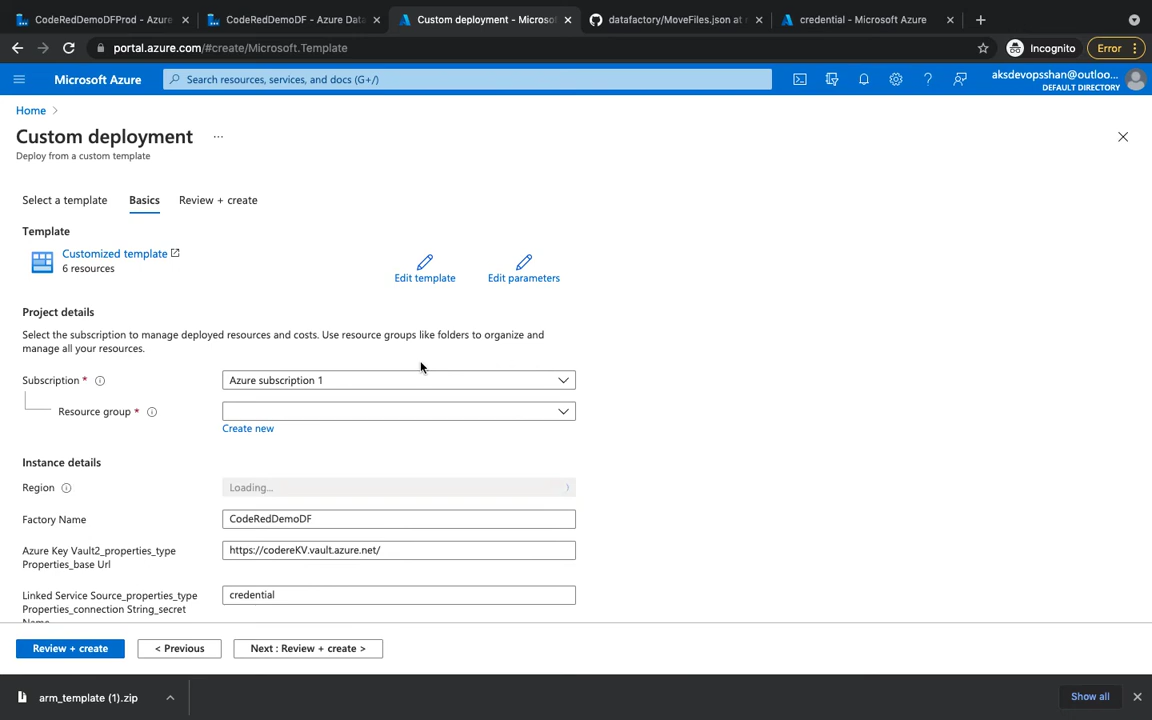 CodeRedDemoDFProd - Azure
CodeRedDemoDF - Azure Data
Custom deployment - Microso
datafactory/MoveFiles.json at
credential - Microsoft Azure
portal.azure.com/#create/Microsoft.Template
Incognito
Error
Microsoft Azure
Search resources, services, and docs (G+/)
aksdevopsshan@outloo...
DEFAULT DIRECTORY
Home
Custom deployment
Deploy from a custom template
Select a template
Basics
Review + create
Template
Customized template
6 resources
Edit template
Edit parameters
Project details
Select the subscription to manage deployed resources and costs. Use resource groups like folders to organize and
manage all your resources.
Subscription *
Azure subscription 1
Resource group *
Create new
Instance details
Region
Loading...
Factory Name
CodeRedDemoDF
Azure Key Vault2_properties_type
Properties_base Url
https://codereKV.vault.azure.net/
Linked Service Source_properties_type
Properties_connection String_secret
credential
Review + create
< Previous
Next : Review + create >
arm_template (1).zip
Show all